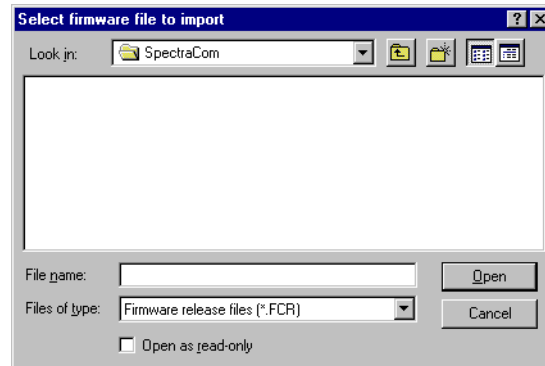 Select firmware file to import
Look in: SpectraCom
File name: Open
Files of type: Firmware release files (*.FCR) Cancel
Open as read-only